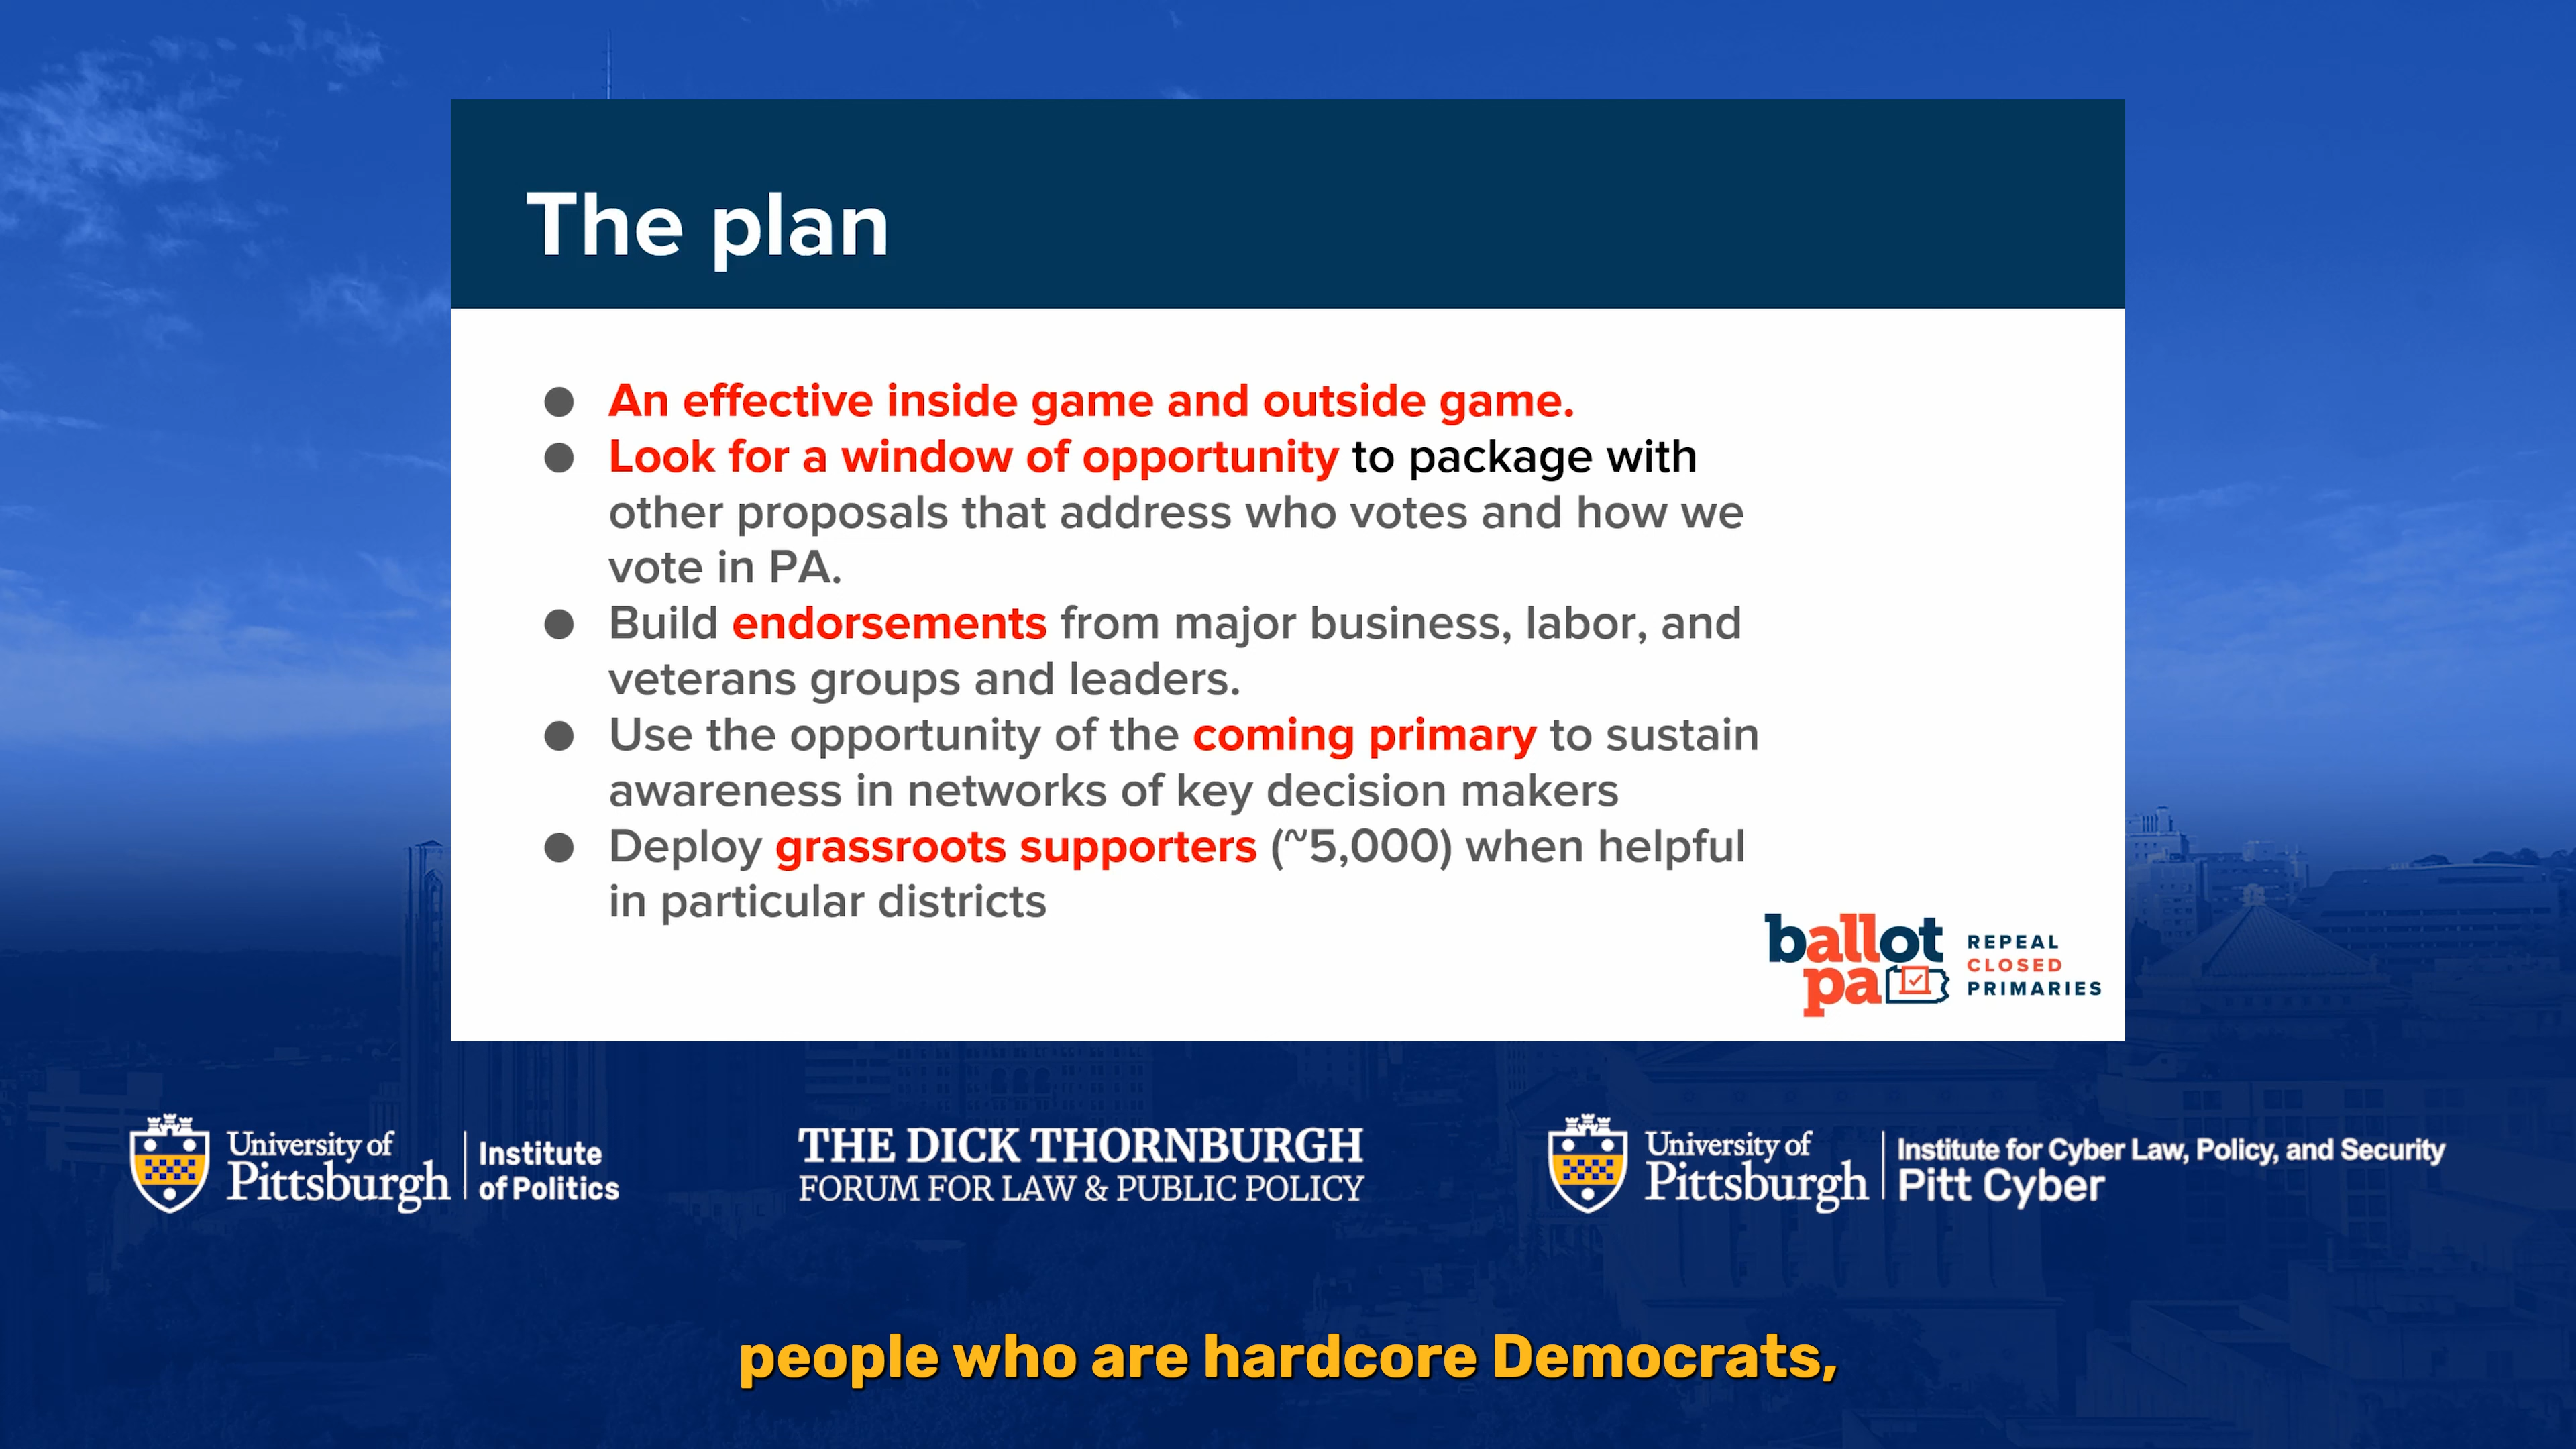 The plan
● An effective inside game and outside game.
● Look for a window of opportunity to package with
other proposals that address who votes and how we
vote in PA.
● Build endorsements from major business, labor, and
veterans groups and leaders.
● Use the opportunity of the coming primary to sustain
awareness in networks of key decision makers
● Deploy grassroots supporters (~5,000) when helpful
in particular districts
ballot
pa
REPEAL
CLOSED
PRIMARIES
University of
Pittsburgh
Institute
of Politics
THE DICK THORNBURGH
FORUM FOR LAW & PUBLIC POLICY
University of
Pittsburgh
Institute for Cyber Law, Policy, and Security
Pitt Cyber
people who are hardcore Democrats,